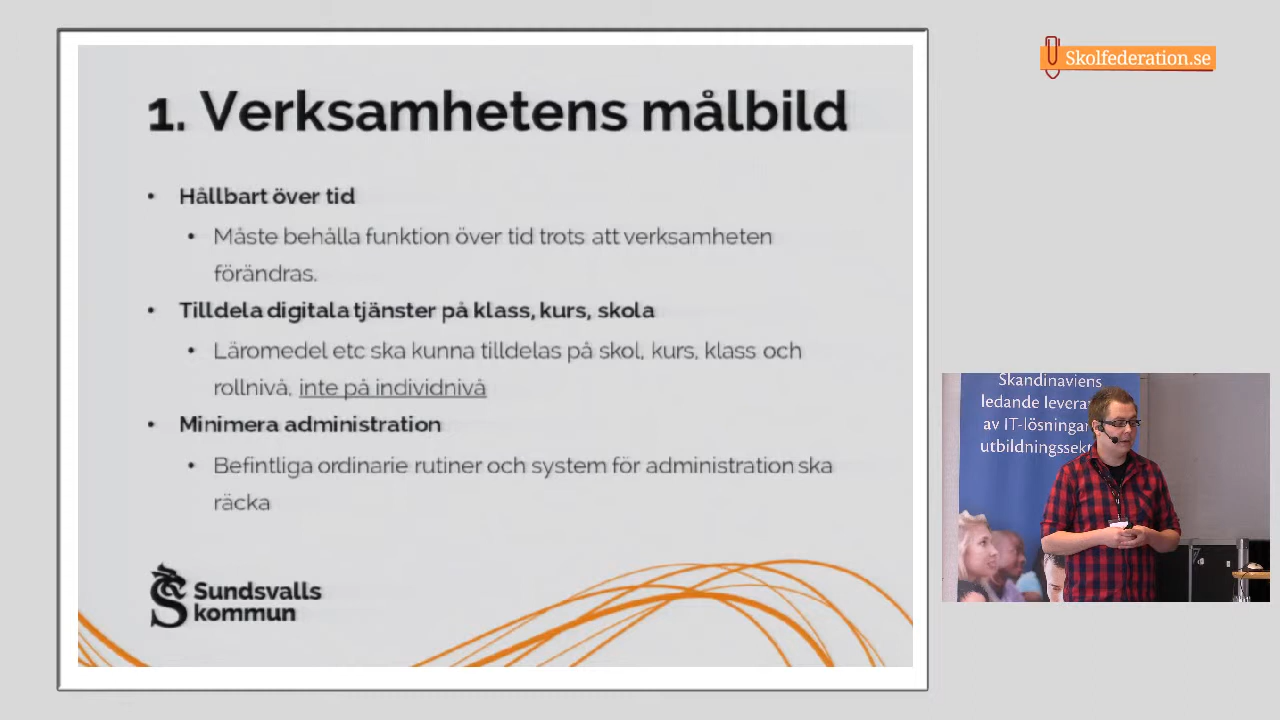 1. Verksamhetens målbild
• Hållbart över tid
• Måste behålla funktion över tid trots att verksamheten
förändras.
• Tilldela digitala tjänster på klass, kurs, skola
• Läromedel etc ska kunna tilldelas på skol, kurs, klass och
rollnivå, inte på individnivå
• Minimera administration
• Befintliga ordinarie rutiner och system för administration ska
räcka
Sundsvalls
kommun
Skolfederation.se
Skandinaviens
ledande
av IT-lösningar